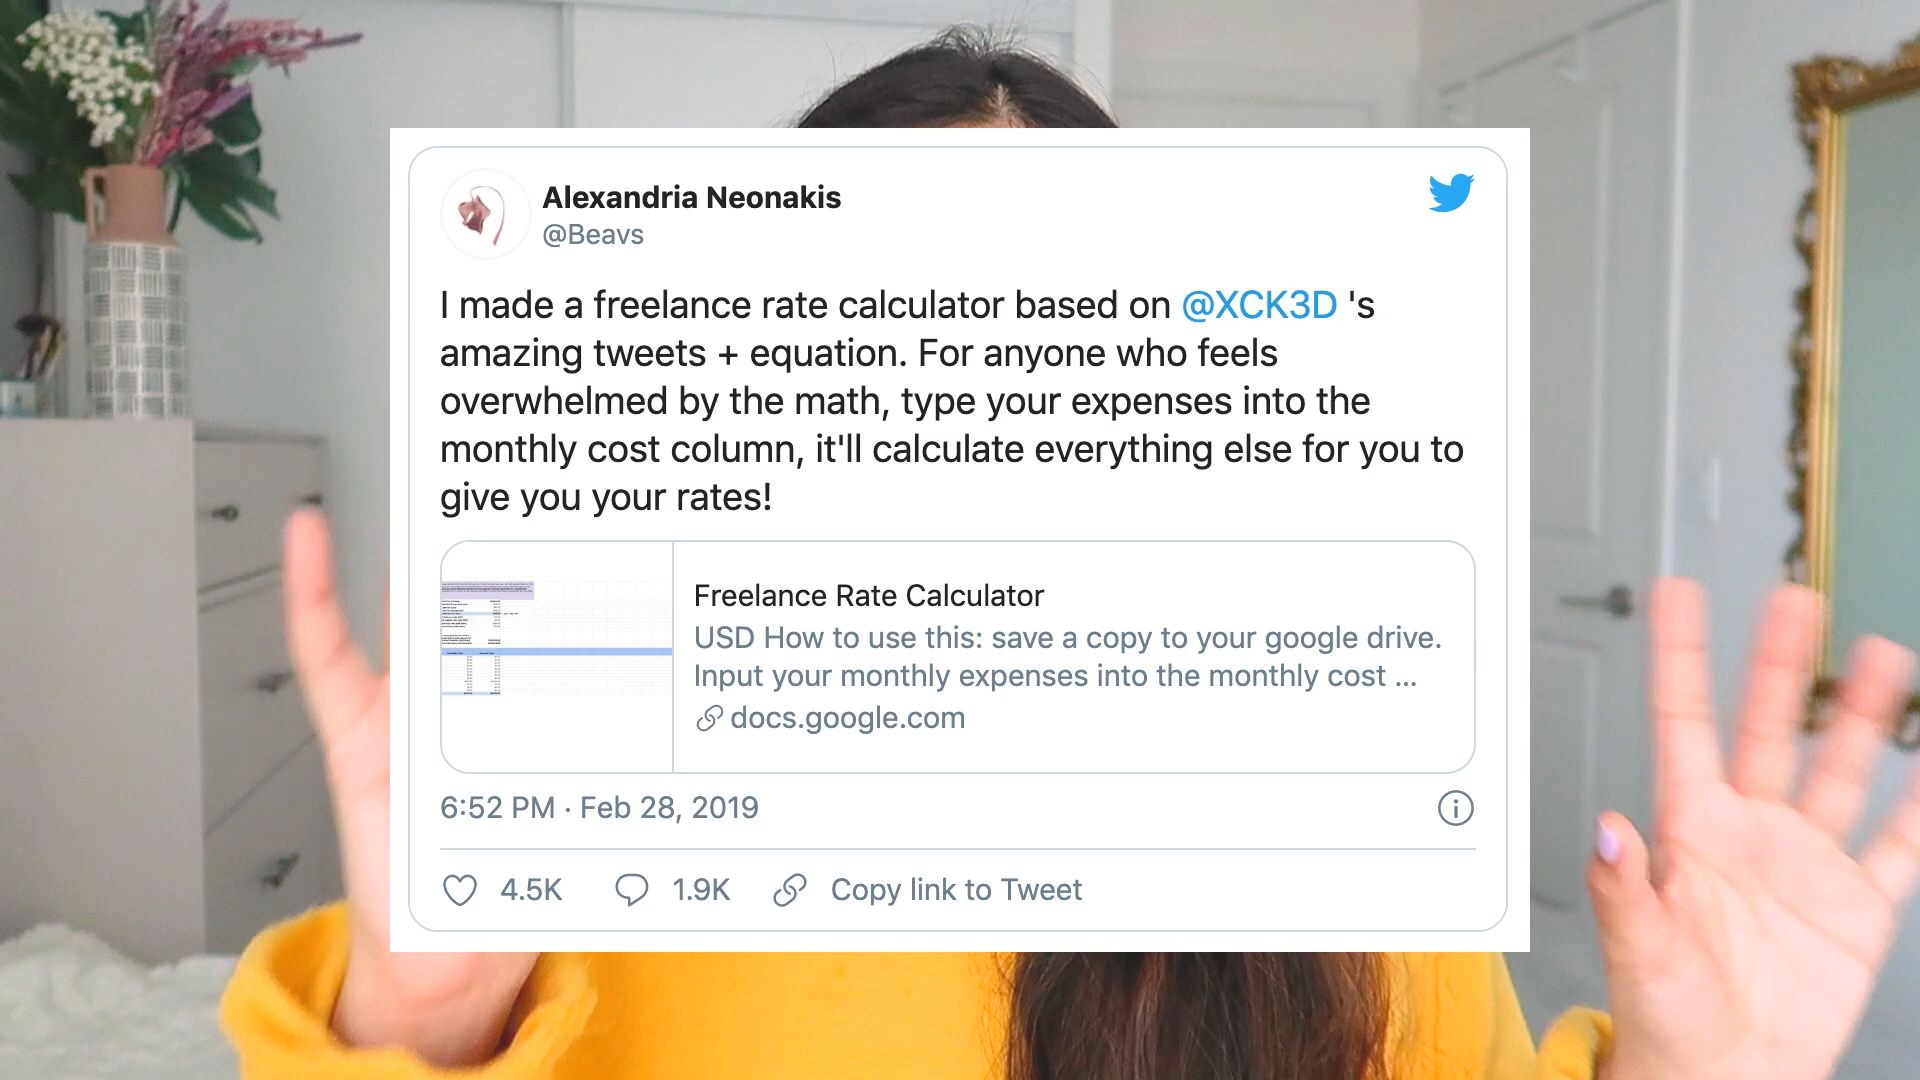 Alexandria Neonakis
@Beavs
I made a freelance rate calculator based on @XCK3D 's
amazing tweets + equation. For anyone who feels
overwhelmed by the math, type your expenses into the
monthly cost column, it'll calculate everything else for you to
give you your rates!
Freelance Rate Calculator
USD How to use this: save a copy to your google drive.
Input your monthly expenses into the monthly cost ...
docs.google.com
6:52 PM · Feb 28, 2019
4.5K 1.9K Copy link to Tweet